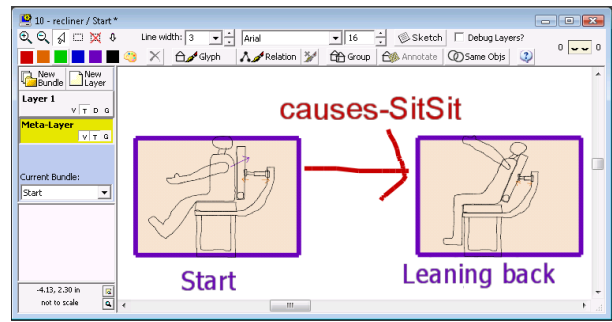 10 - recliner / Start *
Line width: 3 Arial 16 Sketch Debug Layers?
Glyph Relation Group Annotate Same Objs 0 0
New Bundle New Layer
Layer 1
V T D G
Meta-Layer
V T G
Current Bundle:
Start
causes-SitSit
Start
Leaning back
-4.13, 2.30 in
not to scale